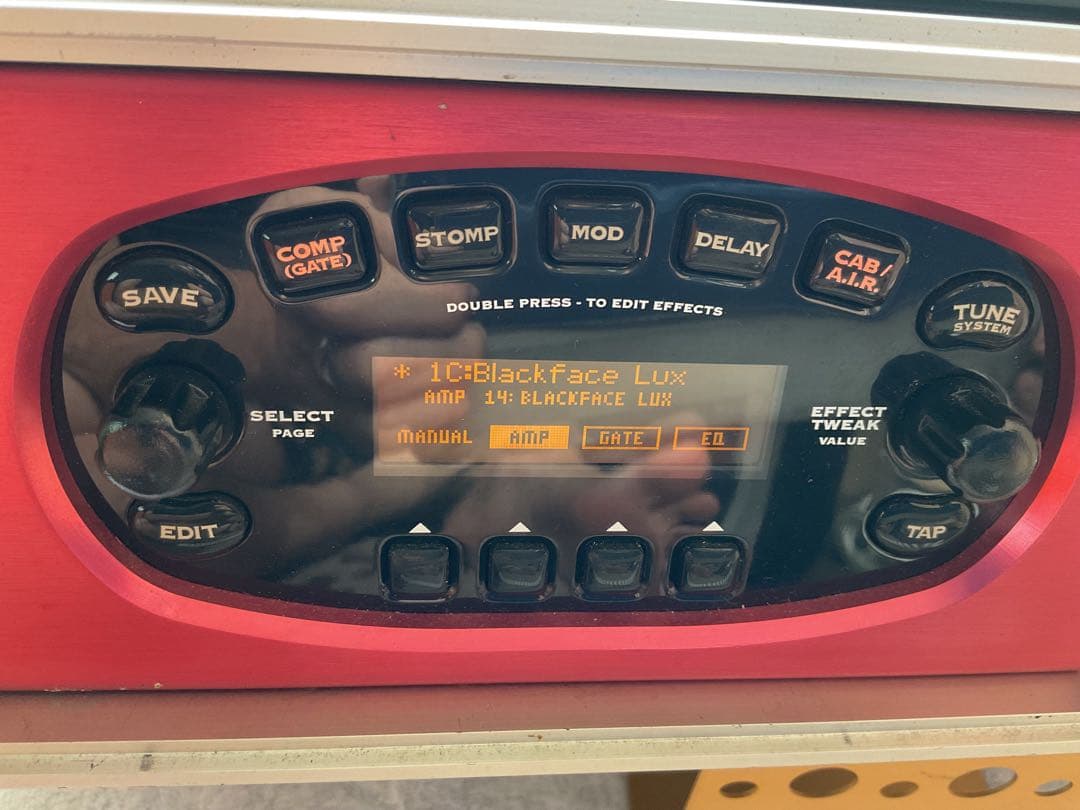 COMP
(GATE)
STOMP
MOD
DELAY
CAB /
A.I.R.
SAVE
TUNE
SYSTEM
DOUBLE PRESS - TO EDIT EFFECTS
* 1C:Blackface Lux
AMP 14: BLACKFACE LUX
MANUAL AMP GATE EQ
SELECT
PAGE
EFFECT
TWEAK
VALUE
EDIT
TAP